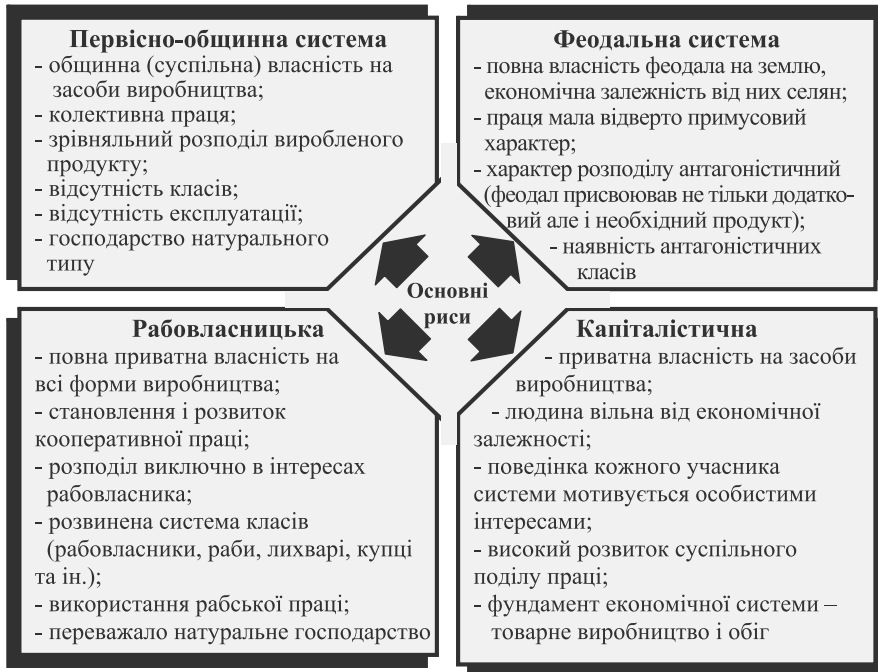 Первісно-общинна система
- общинна (суспільна) власність на
засоби виробництва;
- колективна праця;
- зрівняльний розподіл виробленого
продукту;
- відсутність класів;
- відсутність експлуатації;
- господарство натурального
типу
Феодальна система
- повна власність феодала на землю,
економічна залежність від них селян;
- праця мала відверто примусовий
характер;
- характер розподілу антагоністичний
(феодал присвоював не тільки додатко-
вий але і необхідний продукт);
- наявність антагоністичних
класів
Основні
риси
Рабовласницька
- повна приватна власність на
всі форми виробництва;
- становлення і розвиток
кооперативної праці;
- розподіл виключно в інтересах
рабовласника;
- розвинена система класів
(рабовласники, раби, лихварі, купці
та ін.);
- використання рабської праці;
- переважало натуральне господарство
Капіталістична
- приватна власність на засоби
виробництва;
- людина вільна від економічної
залежності;
- поведінка кожного учасника
системи мотивується особистими
інтересами;
- високий розвиток суспільного
поділу праці;
- фундамент економічної системи –
товарне виробництво і обіг